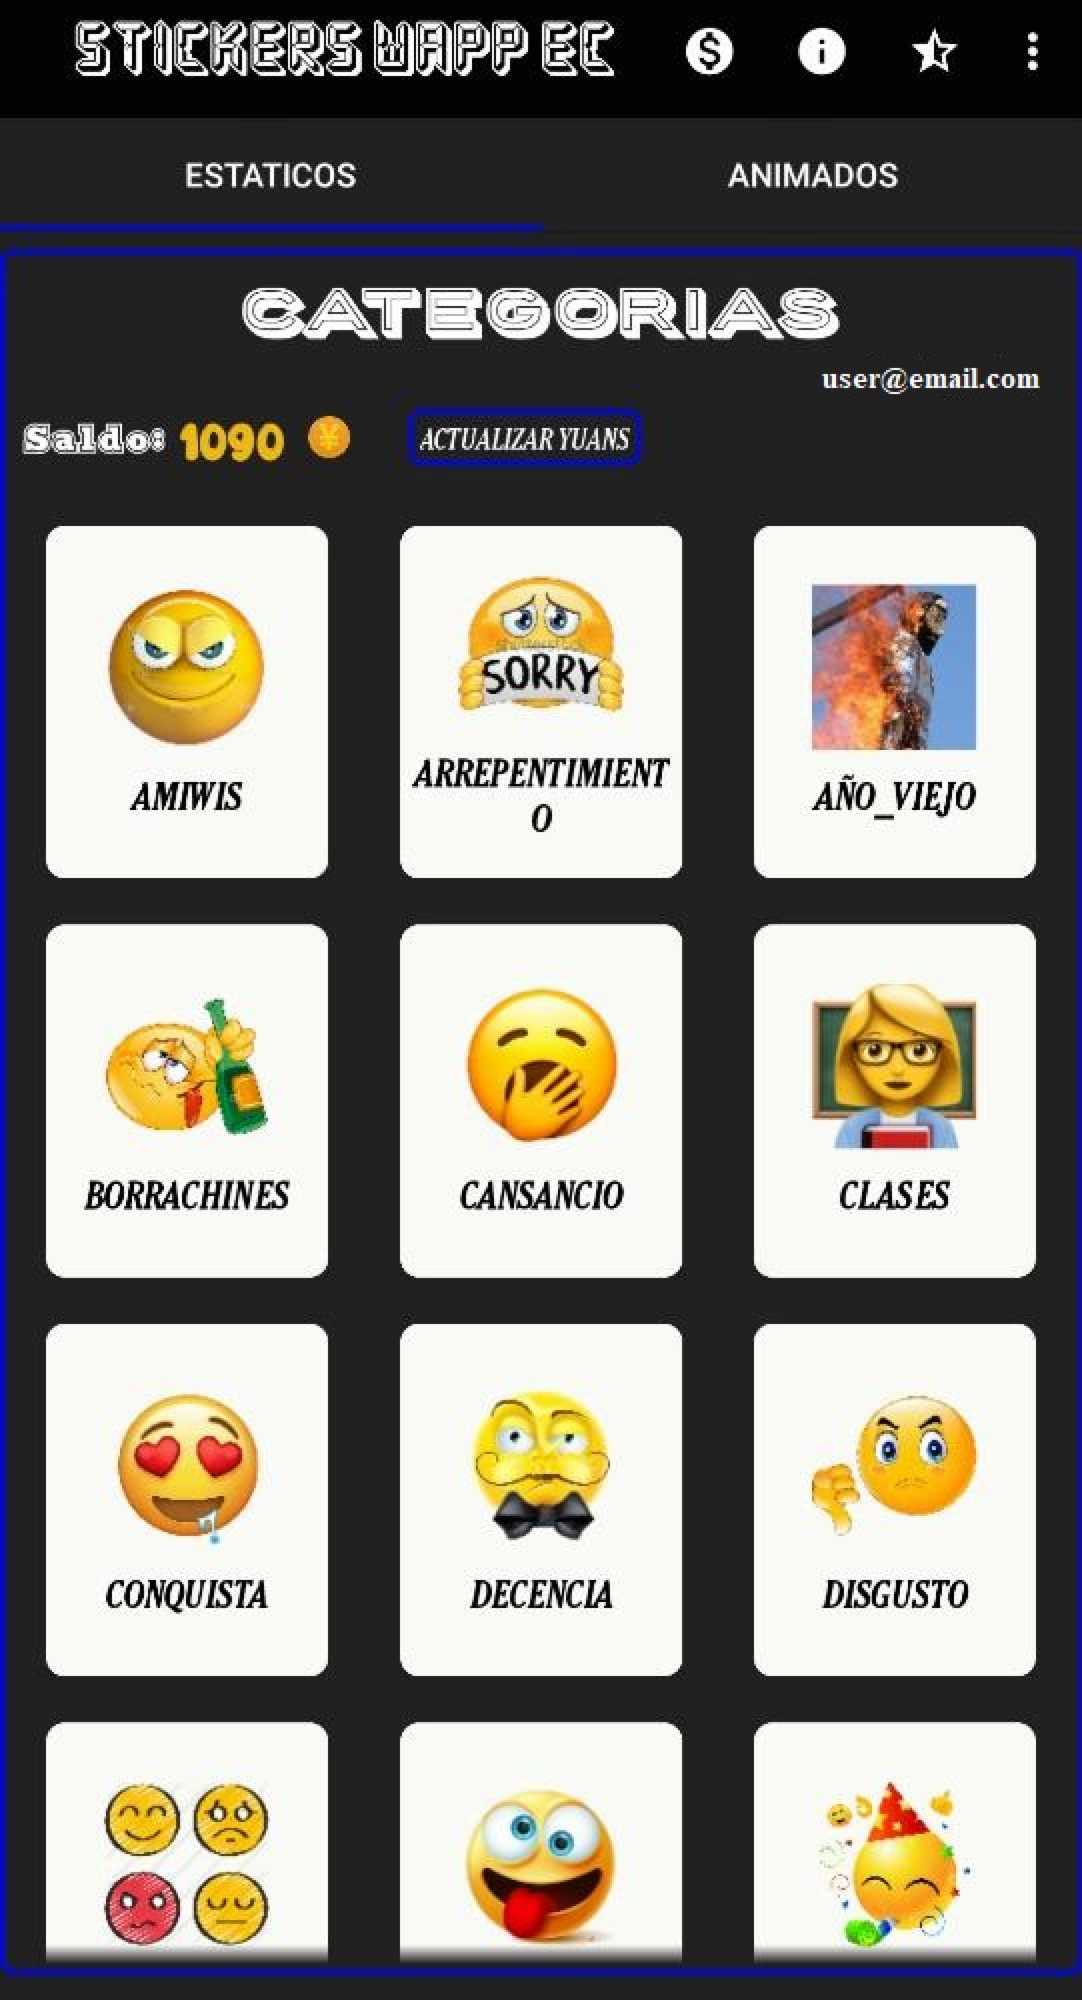 STICKERS WAPP EC
ESTATICOS ANIMADOS
CATEGORIAS
user@email.com
Saldo: 1090 ACTUALIZAR YUANS
SORRY
AMIWIS
ARREPENTIMIENT
O
AÑO_VIEJO
BORRACHINES
CANSANCIO
CLASES
CONQUISTA
DECENCIA
DISGUSTO